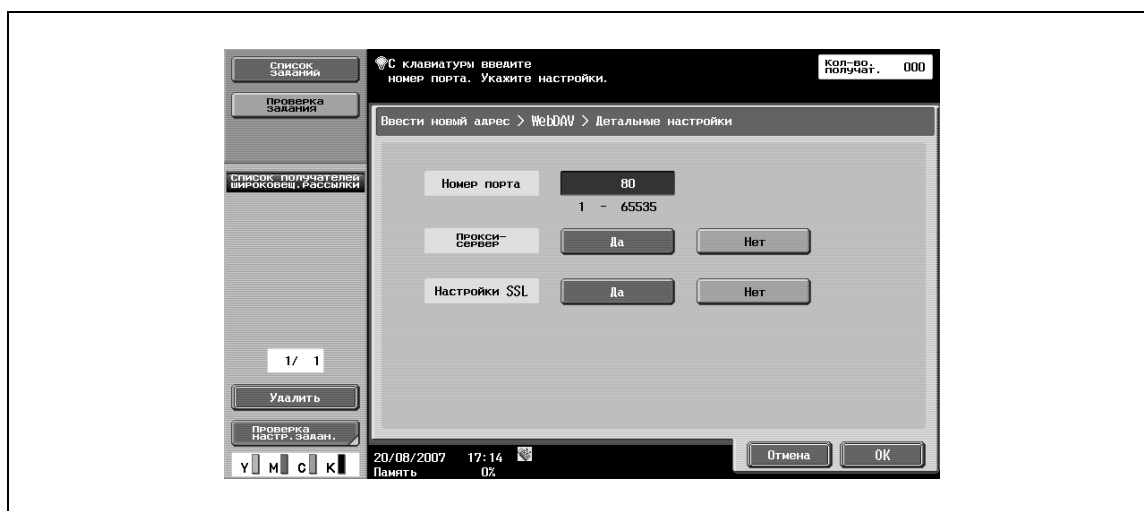 Список
заданий
Проверка
задания
Список получателей
широковещ.рассылки
1/ 1
Удалить
Проверка
настр.задан.
Y M C K
С клавиатуры введите
номер порта. Укажите настройки.
Кол-во.
получат. 000
Ввести новый адрес > WebDAV > Детальные настройки
Номер порта 80
1 - 65535
Прокси-
сервер Да Нет
Настройки SSL Да Нет
20/08/2007 17:14
Память 0%
Отмена OK